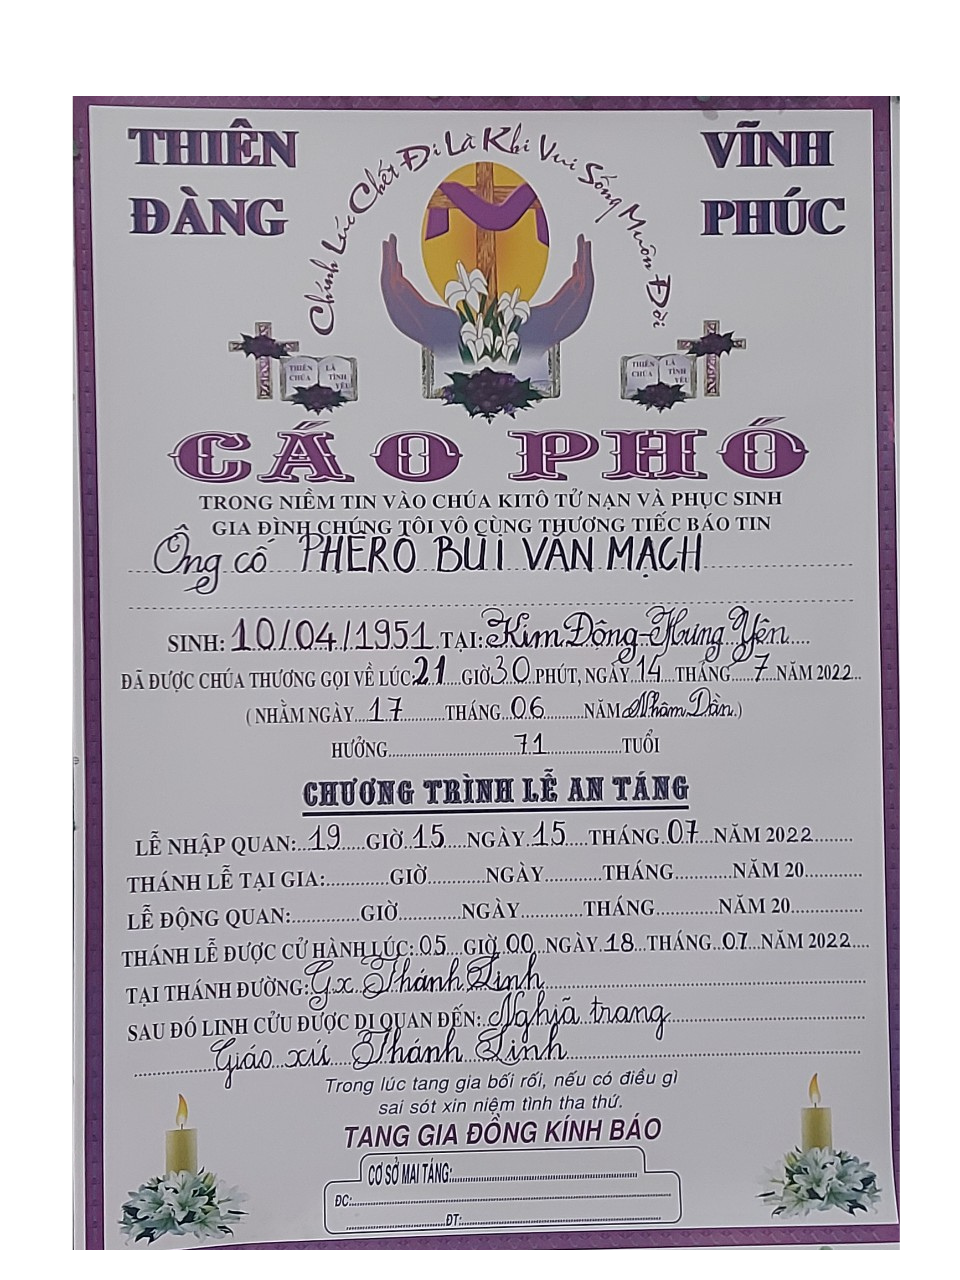 THIÊN ĐÀNG
VĨNH PHÚC
Chính Lúc Chết Đi Là Khi Vui Sống Muôn Đời
THIÊN CHÚA LÀ TÌNH YÊU
THIÊN CHÚA LÀ TÌNH YÊU
CÁO PHÓ
TRONG NIỀM TIN VÀO CHÚA KITÔ TỬ NẠN VÀ PHỤC SINH
GIA ĐÌNH CHÚNG TÔI VÔ CÙNG THƯƠNG TIẾC BÁO TIN
Ông cố PHERÔ BÙI VĂN MẠCH
SINH: 10/04/1951 TẠI: Kim Động-Hưng Yên
ĐÃ ĐƯỢC CHÚA THƯƠNG GỌI VỀ LÚC 21 GIỜ 30 PHÚT, NGÀY 14 THÁNG 7 NĂM 2022
(NHẰM NGÀY 17 THÁNG 06 NĂM Nhâm Dần.)
HƯỞNG 71 TUỔI
CHƯƠNG TRÌNH LỄ AN TÁNG
LỄ NHẬP QUAN: 19 GIỜ 15 NGÀY 15 THÁNG 07 NĂM 2022
THÁNH LỄ TẠI GIA: GIỜ NGÀY THÁNG NĂM 20
LỄ ĐỘNG QUAN: GIỜ NGÀY THÁNG NĂM 20
THÁNH LỄ ĐƯỢC CỬ HÀNH LÚC: 05 GIỜ 00 NGÀY 18 THÁNG 07 NĂM 2022
TẠI THÁNH ĐƯỜNG: Gx Thánh Linh
SAU ĐÓ LINH CỬU ĐƯỢC DI QUAN ĐẾN: Nghĩa trang
Giáo xứ Thánh Linh
Trong lúc tang gia bối rối, nếu có điều gì
sai sót xin niệm tình tha thứ.
TANG GIA ĐỒNG KÍNH BÁO
CƠ SỞ MAI TÁNG:
ĐC:
ĐT: